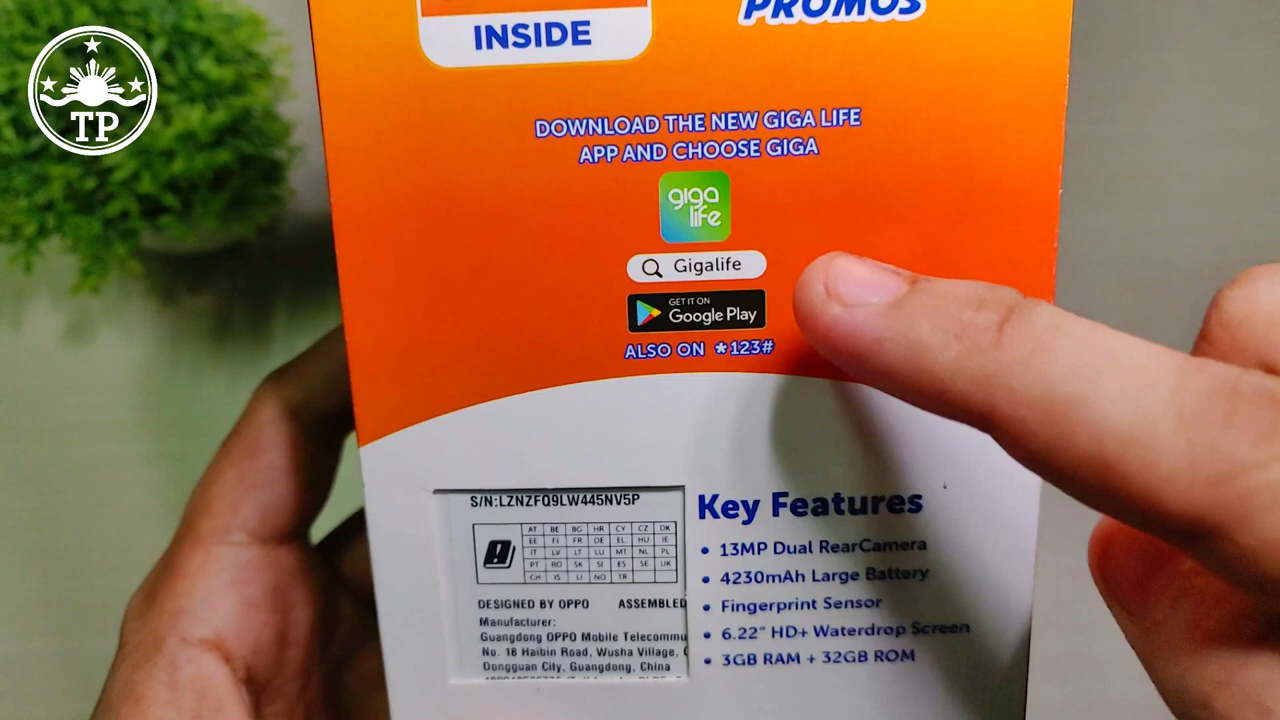 TP
INSIDE
PROMOS
DOWNLOAD THE NEW GIGA LIFE
APP AND CHOOSE GIGA
giga
life
Gigalife
GET IT ON
Google Play
ALSO ON *123#
S/N:LZNZFQ9LW445NV5P
AT BE BG HR CY CZ DK
EE FI FR DE EL HU IE
IT LV LT LU MT NL PL
PT RO SK SI ES SE UK
CH IS LI NO TR
DESIGNED BY OPPO ASSEMBLED
Manufacturer:
Guangdong OPPO Mobile Telecommu
No. 18 Haibin Road, Wusha Village,
Dongguan City, Guangdong, China
Key Features
• 13MP Dual RearCamera
• 4230mAh Large Battery
• Fingerprint Sensor
• 6.22" HD+ Waterdrop Screen
• 3GB RAM + 32GB ROM